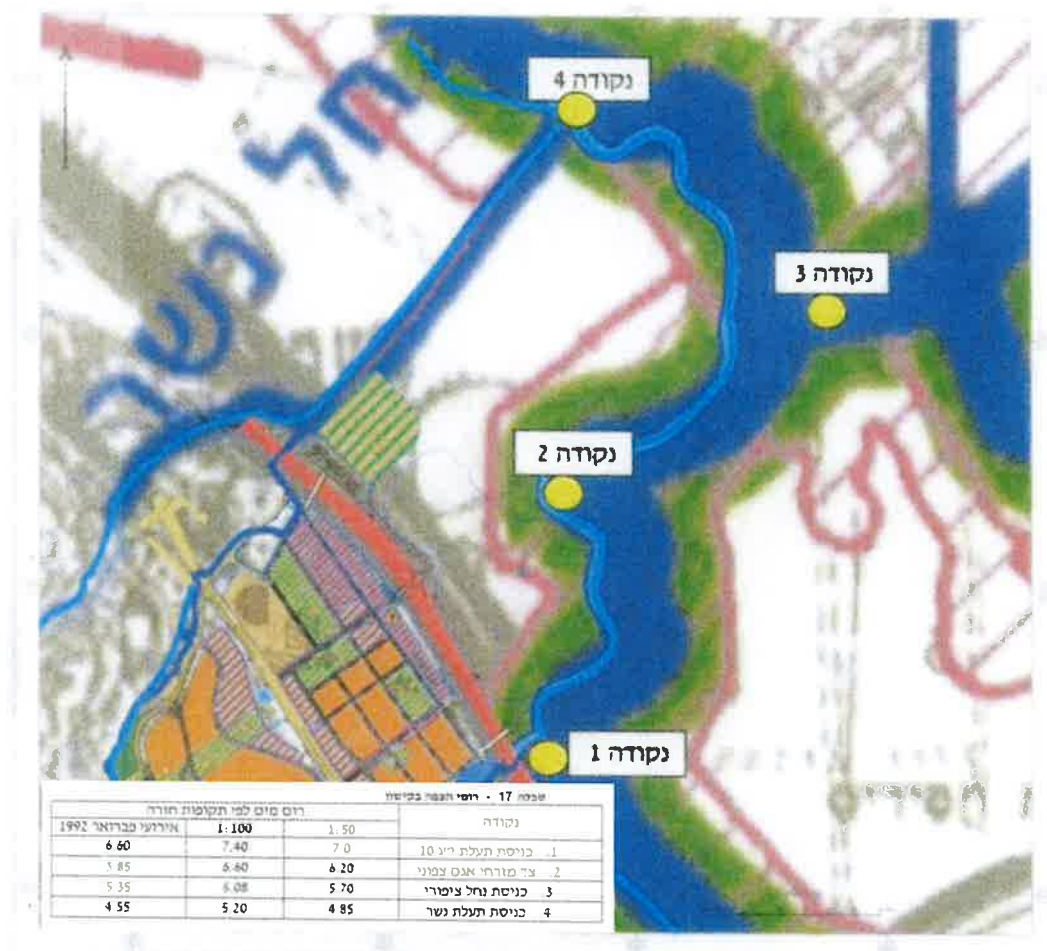 נקודה 4
נחל
נשר
נקודה 3
נקודה 2
נקודה 1
טבלה 17 - רומי הצפה בקישון
נקודה רום מים לפי תקופות חזרה
1:50 1:100 אירועי פברואר 1992
1. כניסת תעלת 10 7.0 7.40 6.60
2. צד מזרחי אגם צפוני 6.20 6.60 5.85
3 כניסת נחל ציפורי 5.70 6.08 5.35
4 כניסת תעלת נשר 4.85 5.20 4.55